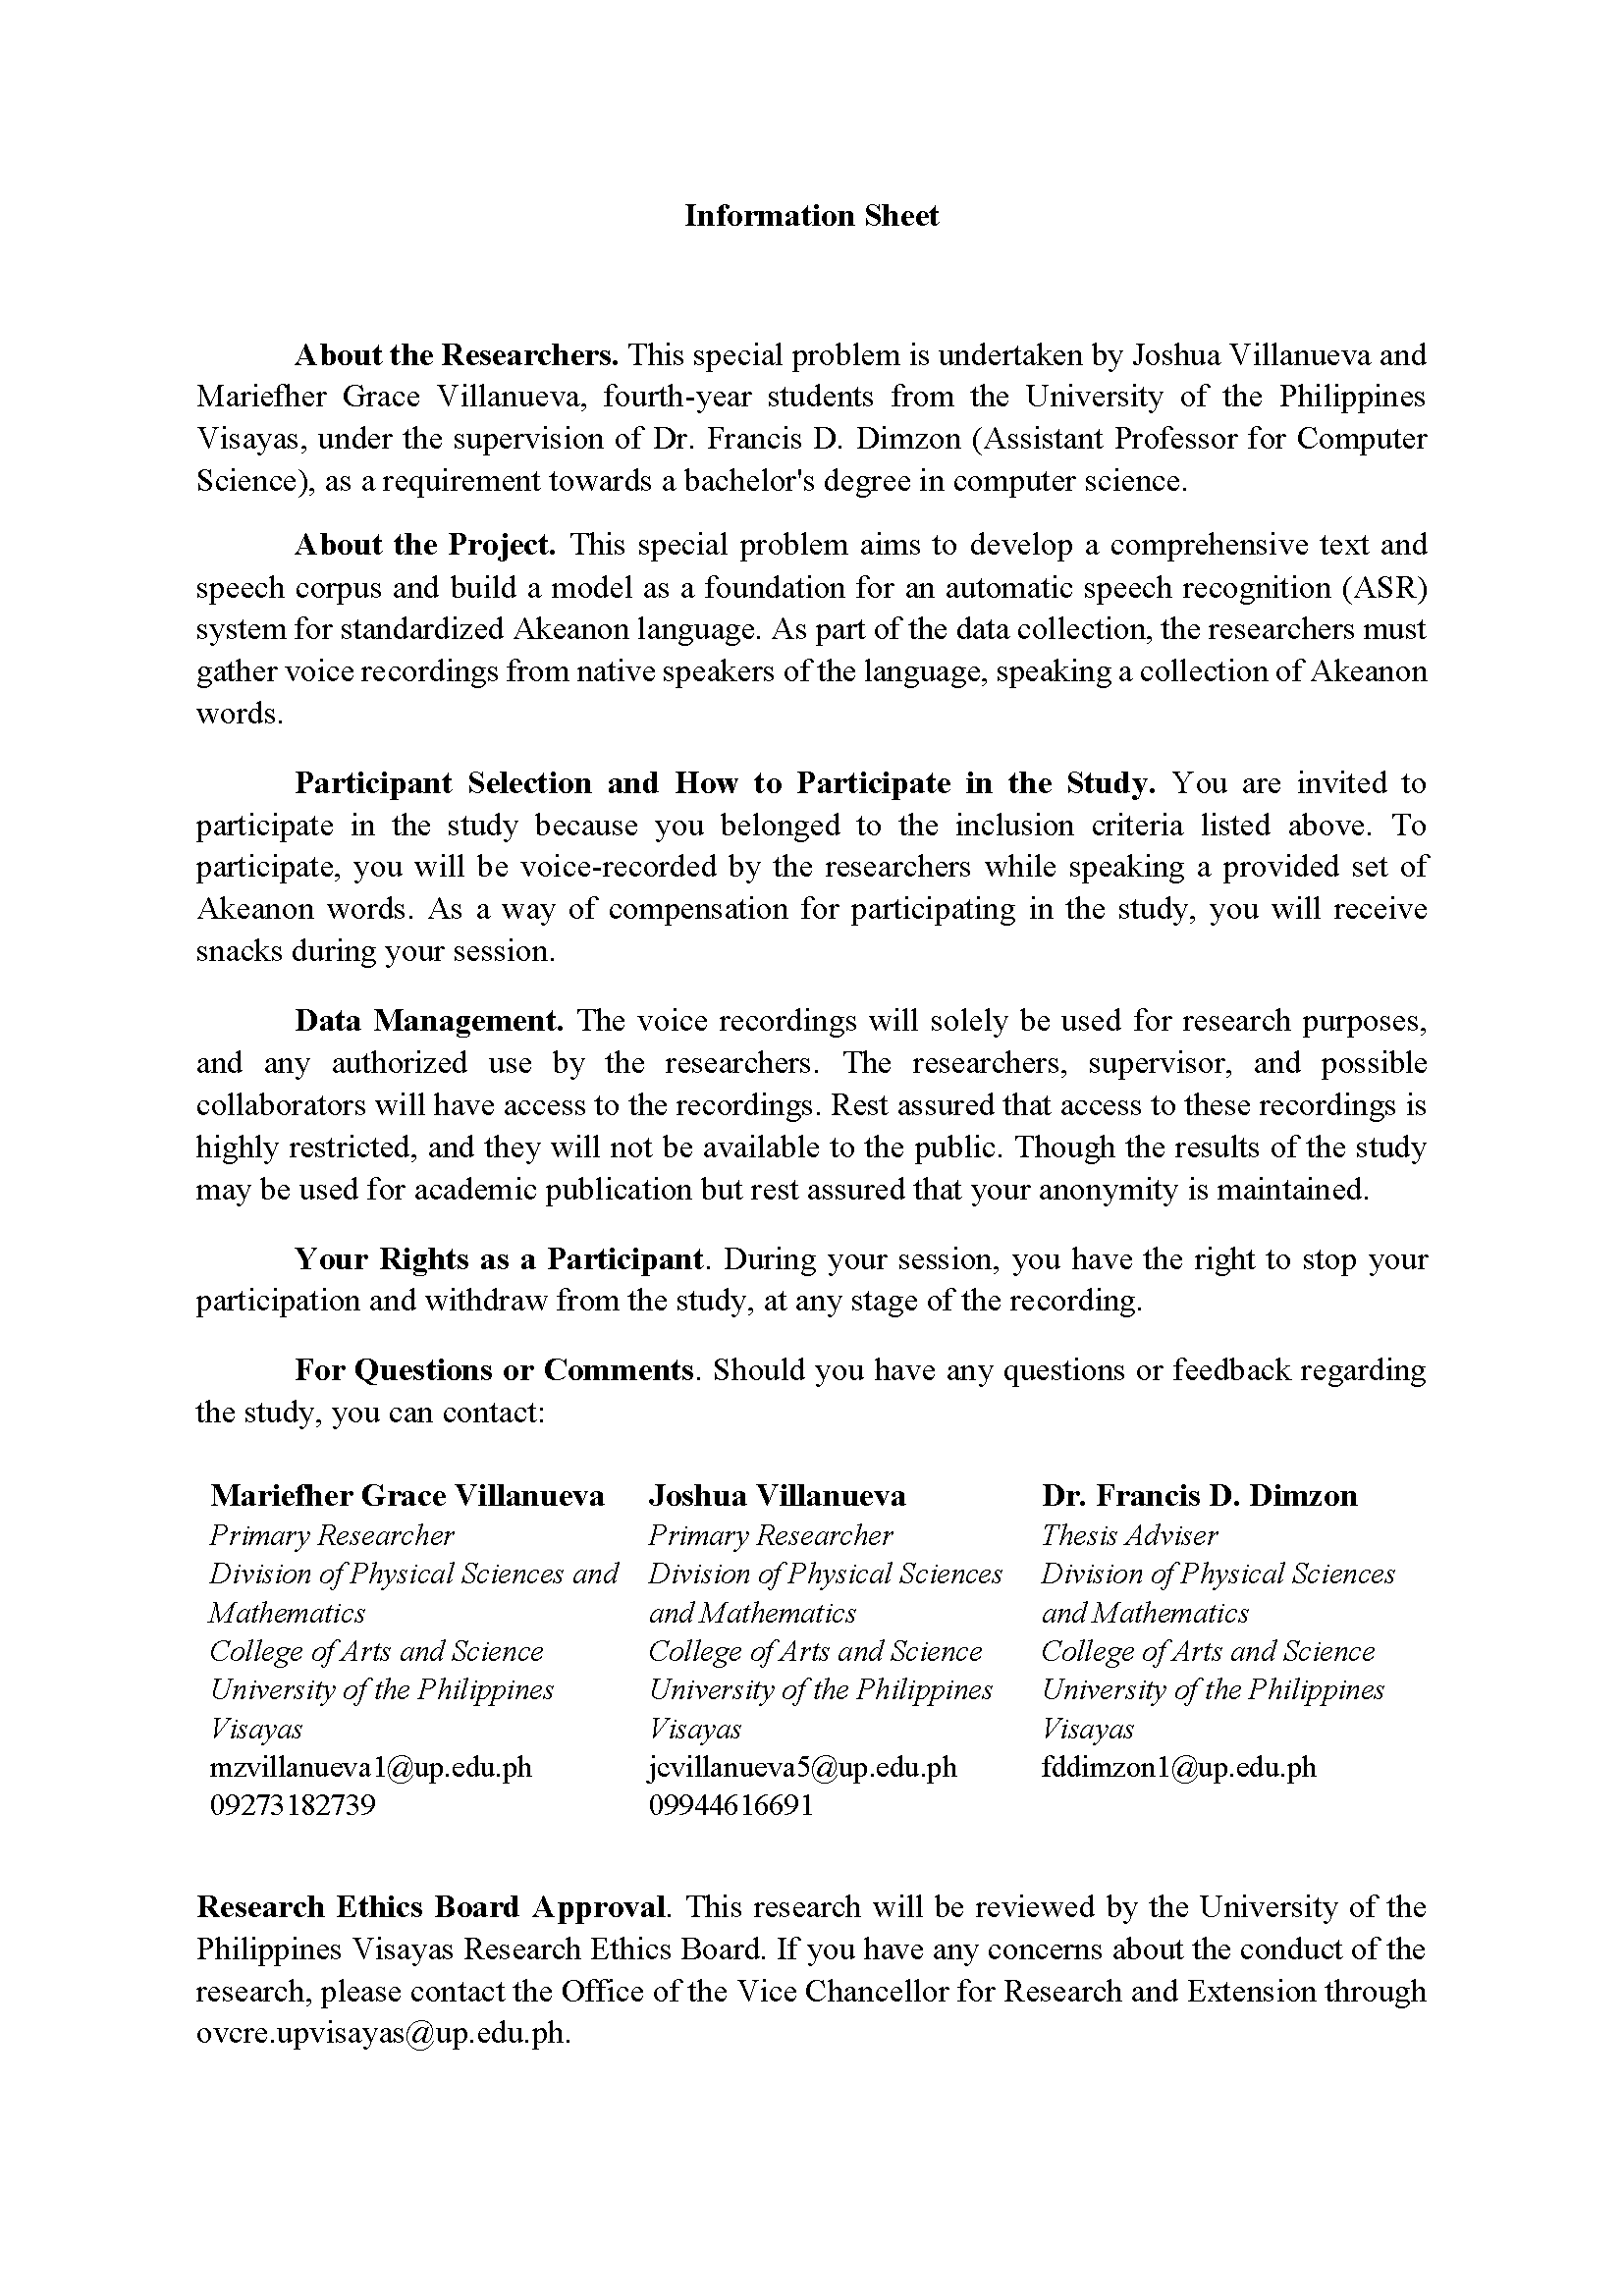 Information Sheet
About the Researchers. This special problem is undertaken by Joshua Villanueva and
Mariefher Grace Villanueva, fourth-year students from the University of the Philippines
Visayas, under the supervision of Dr. Francis D. Dimzon (Assistant Professor for Computer
Science), as a requirement towards a bachelor's degree in computer science.
About the Project. This special problem aims to develop a comprehensive text and
speech corpus and build a model as a foundation for an automatic speech recognition (ASR)
system for standardized Akeanon language. As part of the data collection, the researchers must
gather voice recordings from native speakers of the language, speaking a collection of Akeanon
words.
Participant Selection and How to Participate in the Study. You are invited to
participate in the study because you belonged to the inclusion criteria listed above. To
participate, you will be voice-recorded by the researchers while speaking a provided set of
Akeanon words. As a way of compensation for participating in the study, you will receive
snacks during your session.
Data Management. The voice recordings will solely be used for research purposes,
and any authorized use by the researchers. The researchers, supervisor, and possible
collaborators will have access to the recordings. Rest assured that access to these recordings is
highly restricted, and they will not be available to the public. Though the results of the study
may be used for academic publication but rest assured that your anonymity is maintained.
Your Rights as a Participant. During your session, you have the right to stop your
participation and withdraw from the study, at any stage of the recording.
For Questions or Comments. Should you have any questions or feedback regarding
the study, you can contact:
Mariefher Grace Villanueva
Primary Researcher
Division of Physical Sciences and
Mathematics
College of Arts and Science
University of the Philippines
Visayas
mzvillanueva1@up.edu.ph
09273182739
Joshua Villanueva
Primary Researcher
Division of Physical Sciences
and Mathematics
College of Arts and Science
University of the Philippines
Visayas
jcvillanueva5@up.edu.ph
09944616691
Dr. Francis D. Dimzon
Thesis Adviser
Division of Physical Sciences
and Mathematics
College of Arts and Science
University of the Philippines
Visayas
fddimzon1@up.edu.ph
Research Ethics Board Approval. This research will be reviewed by the University of the
Philippines Visayas Research Ethics Board. If you have any concerns about the conduct of the
research, please contact the Office of the Vice Chancellor for Research and Extension through
ovcre.upvisayas@up.edu.ph.